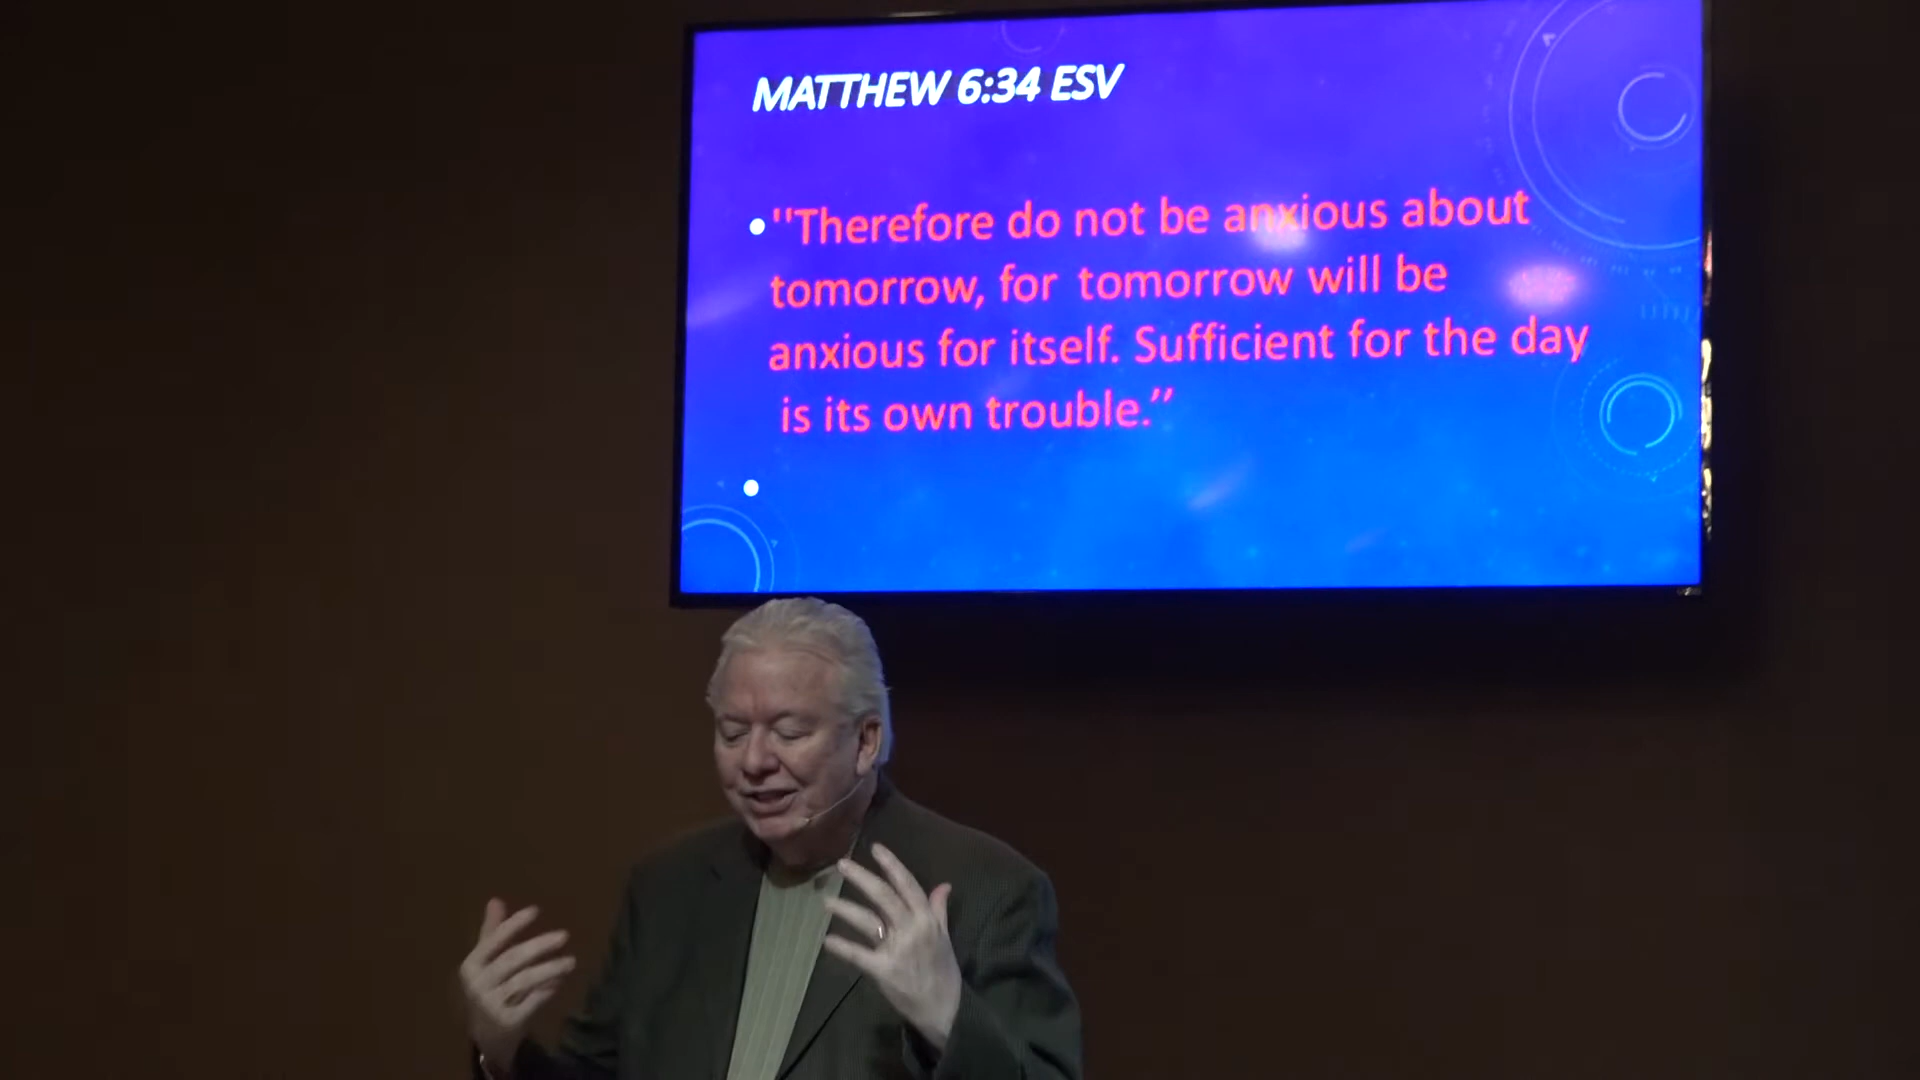 MATTHEW 6:34 ESV
• "Therefore do not be anxious about
tomorrow, for tomorrow will be
anxious for itself. Sufficient for the day
is its own trouble.”
•